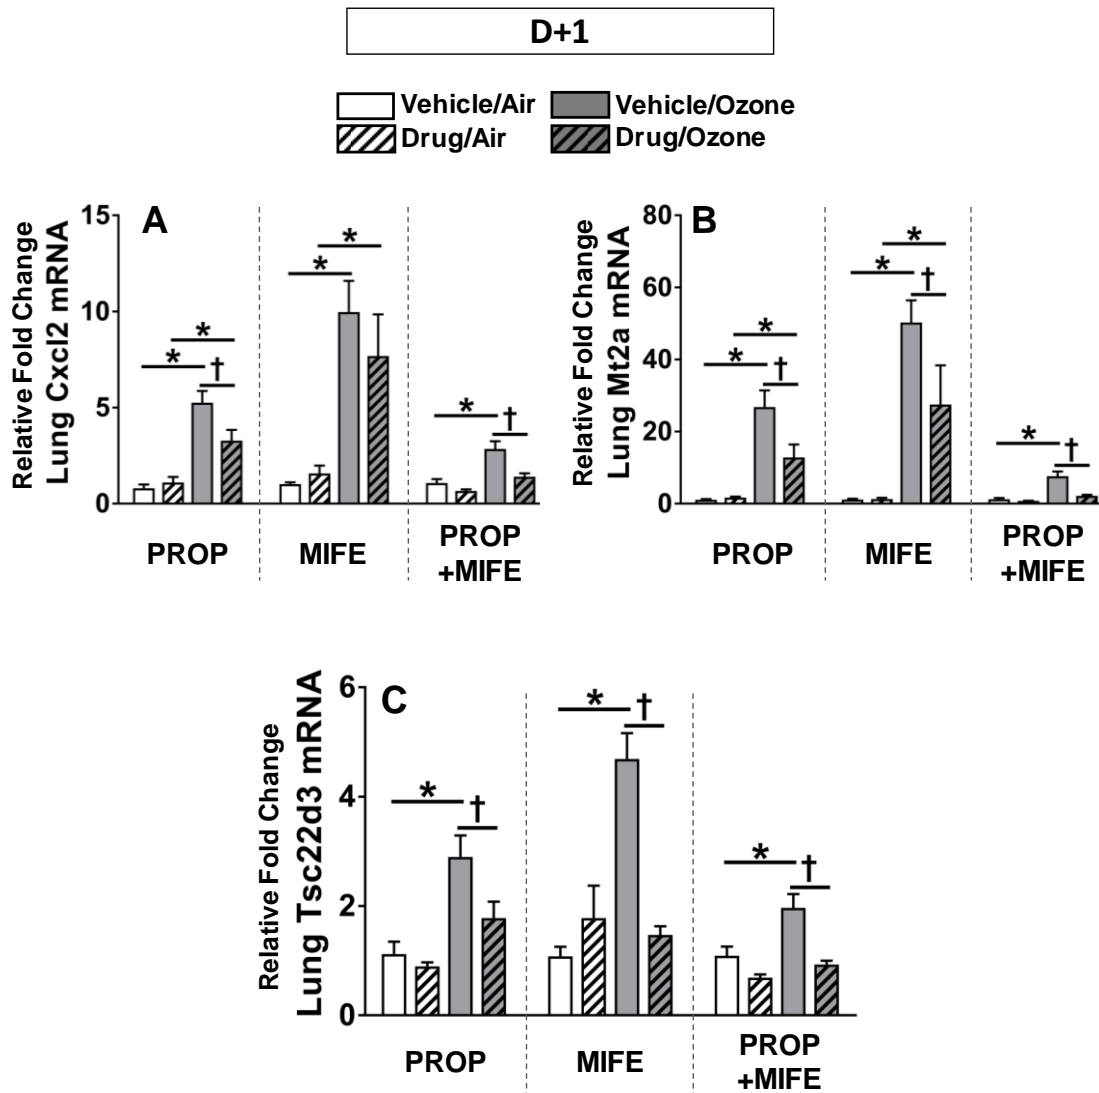 D+1
Vehicle/Air
Vehicle/Ozone
Drug/Air
Drug/Ozone
A
Relative Fold Change
Lung Cxcl2 mRNA
15
10
5
0
*
*
†
*
*
*
†
PROP
MIFE
PROP
+MIFE
B
Relative Fold Change
Lung Mt2a mRNA
80
60
40
20
0
*
*
†
*
*
†
*
†
PROP
MIFE
PROP
+MIFE
C
Relative Fold Change
Lung Tsc22d3 mRNA
6
4
2
0
*
†
*
†
*
†
PROP
MIFE
PROP
+MIFE